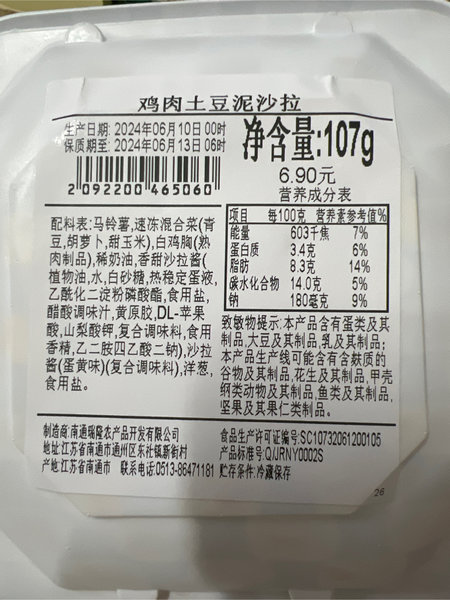 鸡肉土豆泥沙拉
生产日期: 2024年06月10日 00时
保质期至: 2024年06月13日 06时
净含量:107g
2092200465060
6.90元
营养成分表
项目 每100克 营养素参考值%
能量 603千焦 7%
蛋白质 3.4克 6%
脂肪 8.3克 14%
碳水化合物 14.0克 5%
钠 180毫克 9%
配料表:马铃薯,速冻混合菜(青
豆,胡萝卜,甜玉米),白鸡胸(熟
肉制品),稀奶油,香甜沙拉酱(
植物油,水,白砂糖,热稳定蛋液,
乙酰化二淀粉磷酸酯,食用盐,
醋酸调味汁,黄原胶,DL-苹果
酸,山梨酸钾,复合调味料,食用
香精,乙二胺四乙酸二钠),沙拉
酱(蛋黄味)(复合调味料),洋葱,
食用盐。
致敏物提示:本产品含有蛋类及其
制品,大豆及其制品,乳及其制品;
本产品生产线可能含有含麸质的
谷物及其制品,花生及其制品,甲壳
纲类动物及其制品,鱼类及其制品,
坚果及其果仁类制品。
制造商:南通瑞隆农产品开发有限公司
地址:江苏省南通市通州区东社镇新街村
产地:江苏省南通市 联系电话:0513-86471181
食品生产许可证编号:SC10732061200105
产品标准号:Q/JRNY0002S
贮存条件:冷藏保存
26